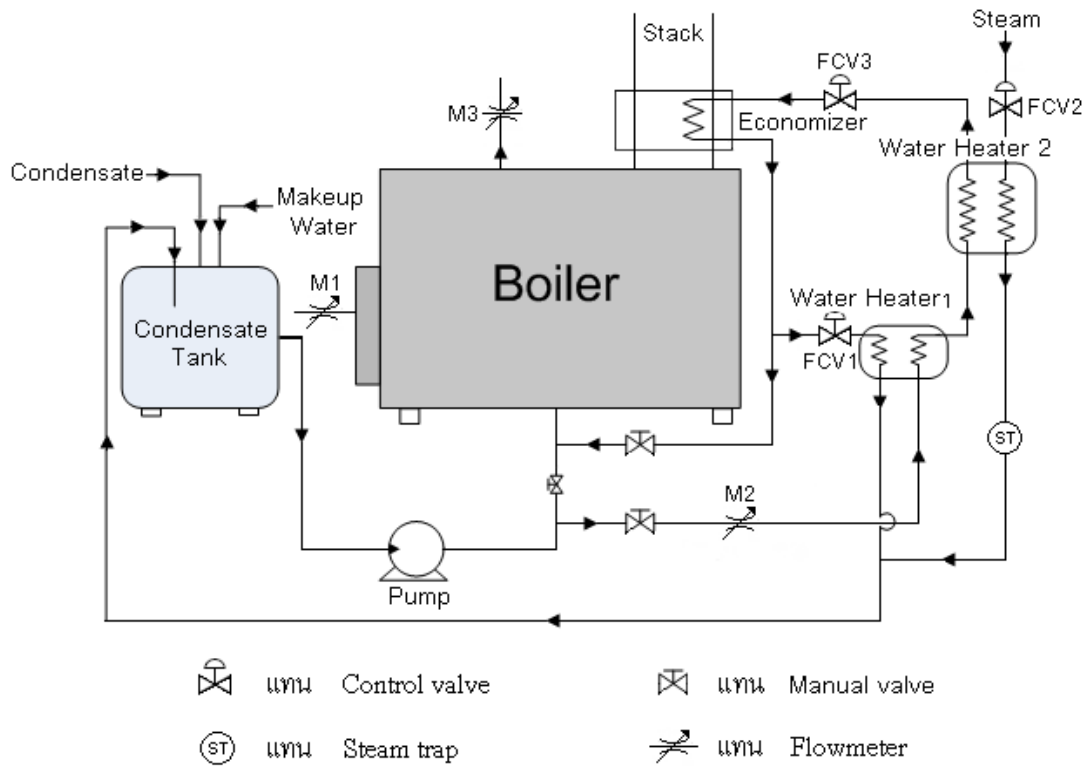 Steam
Stack
FCV3
FCV2
M3
Economizer
Water Heater 2
Condensate
Makeup
Water
M1
Boiler
Water Heater1
FCV1
Condensate
Tank
ST
M2
Pump
แทน Control valve
แทน Manual valve
ST แทน Steam trap
แทน Flowmeter